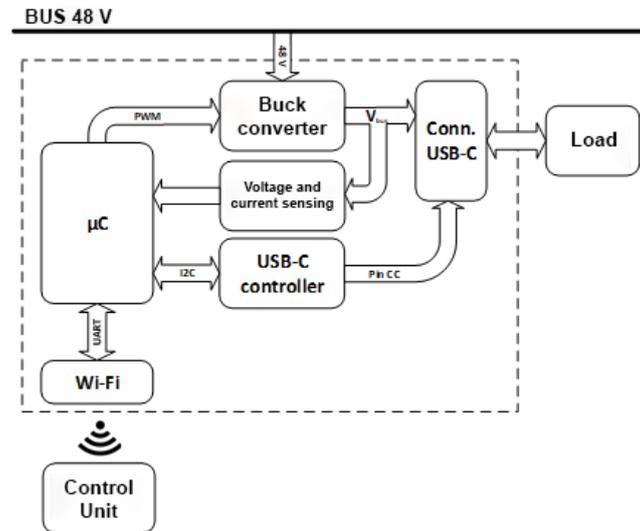 BUS 48 V
48 V
Buck
converter
PWM
Vbus
Conn.
USB-C
Load
Voltage and
current sensing
µC
I2C
USB-C
controller
Pin CC
UART
Wi-Fi
Control
Unit